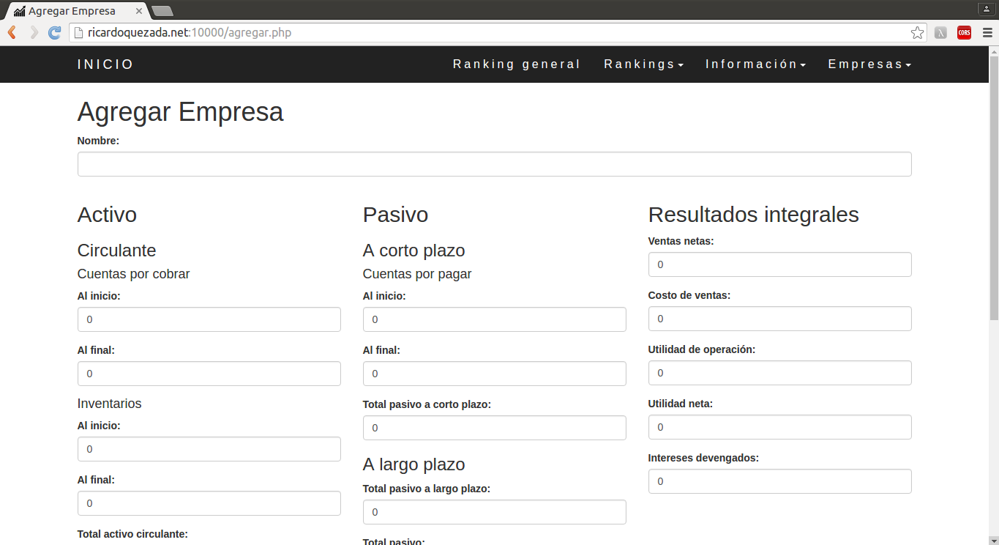 Agregar Empresa
ricardoquezada.net:10000/agregar.php
CORS
INICIO
Ranking general
Rankings
Información
Empresas
Agregar Empresa
Nombre:
Activo
Circulante
Cuentas por cobrar
Al inicio:
0
Al final:
0
Inventarios
Al inicio:
0
Al final:
0
Total activo circulante:
Pasivo
A corto plazo
Cuentas por pagar
Al inicio:
0
Al final:
0
Total pasivo a corto plazo:
0
A largo plazo
Total pasivo a largo plazo:
0
Total pasivo:
Resultados integrales
Ventas netas:
0
Costo de ventas:
0
Utilidad de operación:
0
Utilidad neta:
0
Intereses devengados:
0